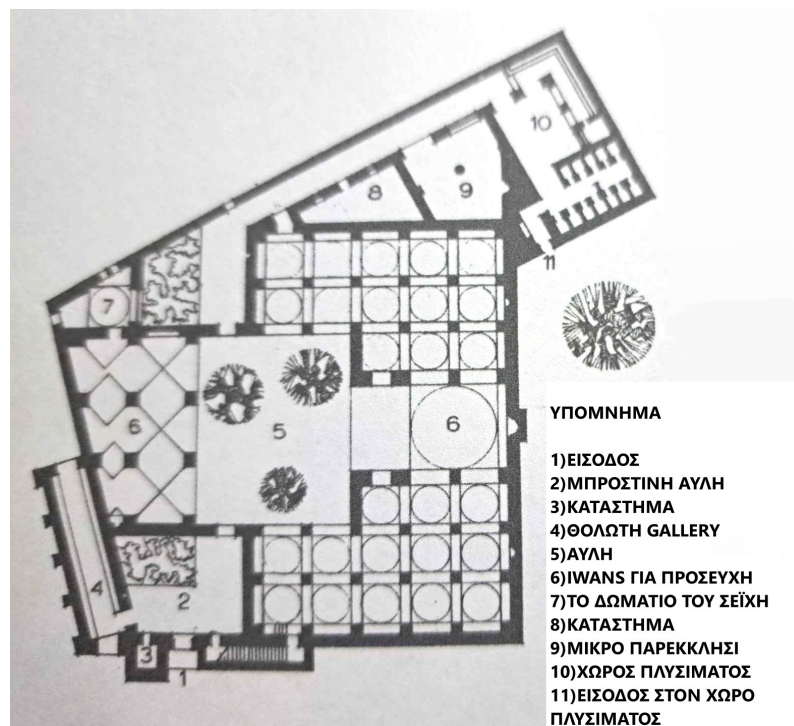 10
8
9
11
7
6
5
6
4
2
3
1
ΥΠΟΜΝΗΜΑ
1)ΕΙΣΟΔΟΣ
2)ΜΠΡΟΣΤΙΝΗ ΑΥΛΗ
3)ΚΑΤΑΣΤΗΜΑ
4)ΘΟΛΩΤΗ GALLERY
5)ΑΥΛΗ
6)IWANS ΓΙΑ ΠΡΟΣΕΥΧΗ
7)ΤΟ ΔΩΜΑΤΙΟ ΤΟΥ ΣΕΪΧΗ
8)ΚΑΤΑΣΤΗΜΑ
9)ΜΙΚΡΟ ΠΑΡΕΚΚΛΗΣΙ
10)ΧΩΡΟΣ ΠΛΥΣΙΜΑΤΟΣ
11)ΕΙΣΟΔΟΣ ΣΤΟΝ ΧΩΡΟ
ΠΛΥΣΙΜΑΤΟΣ